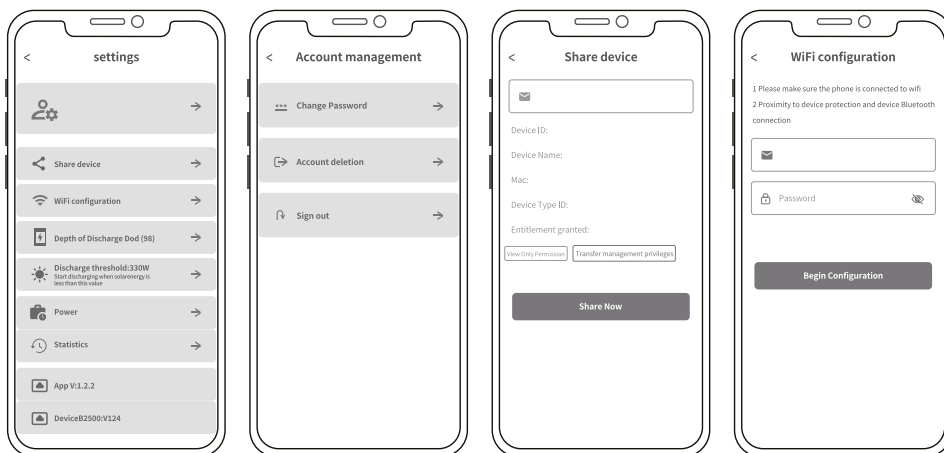 < settings
Share device
WiFi configuration
Depth of Discharge Dod (98)
Discharge threshold:330W
Start discharging when solarenergy is
less than this value
Power
Statistics
App V:1.2.2
DeviceB2500:V124
< Account management
Change Password
Account deletion
Sign out
< Share device
Device ID:
Device Name:
Mac:
Device Type ID:
Entitlement granted:
View Only Permission Transfer management privileges
Share Now
< WiFi configuration
1 Please make sure the phone is connected to wifi
2 Proximity to device protection and device Bluetooth
connection
Password
Begin Configuration